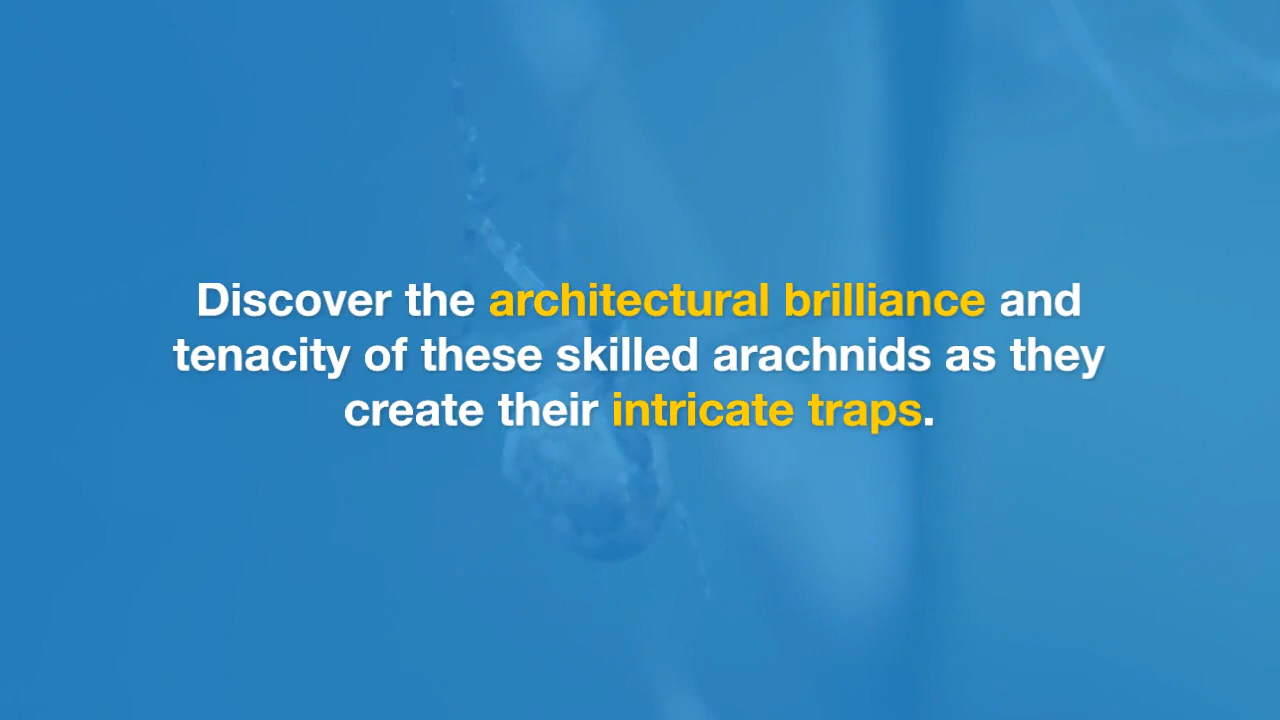 Discover the architectural brilliance and
tenacity of these skilled arachnids as they
create their intricate traps.